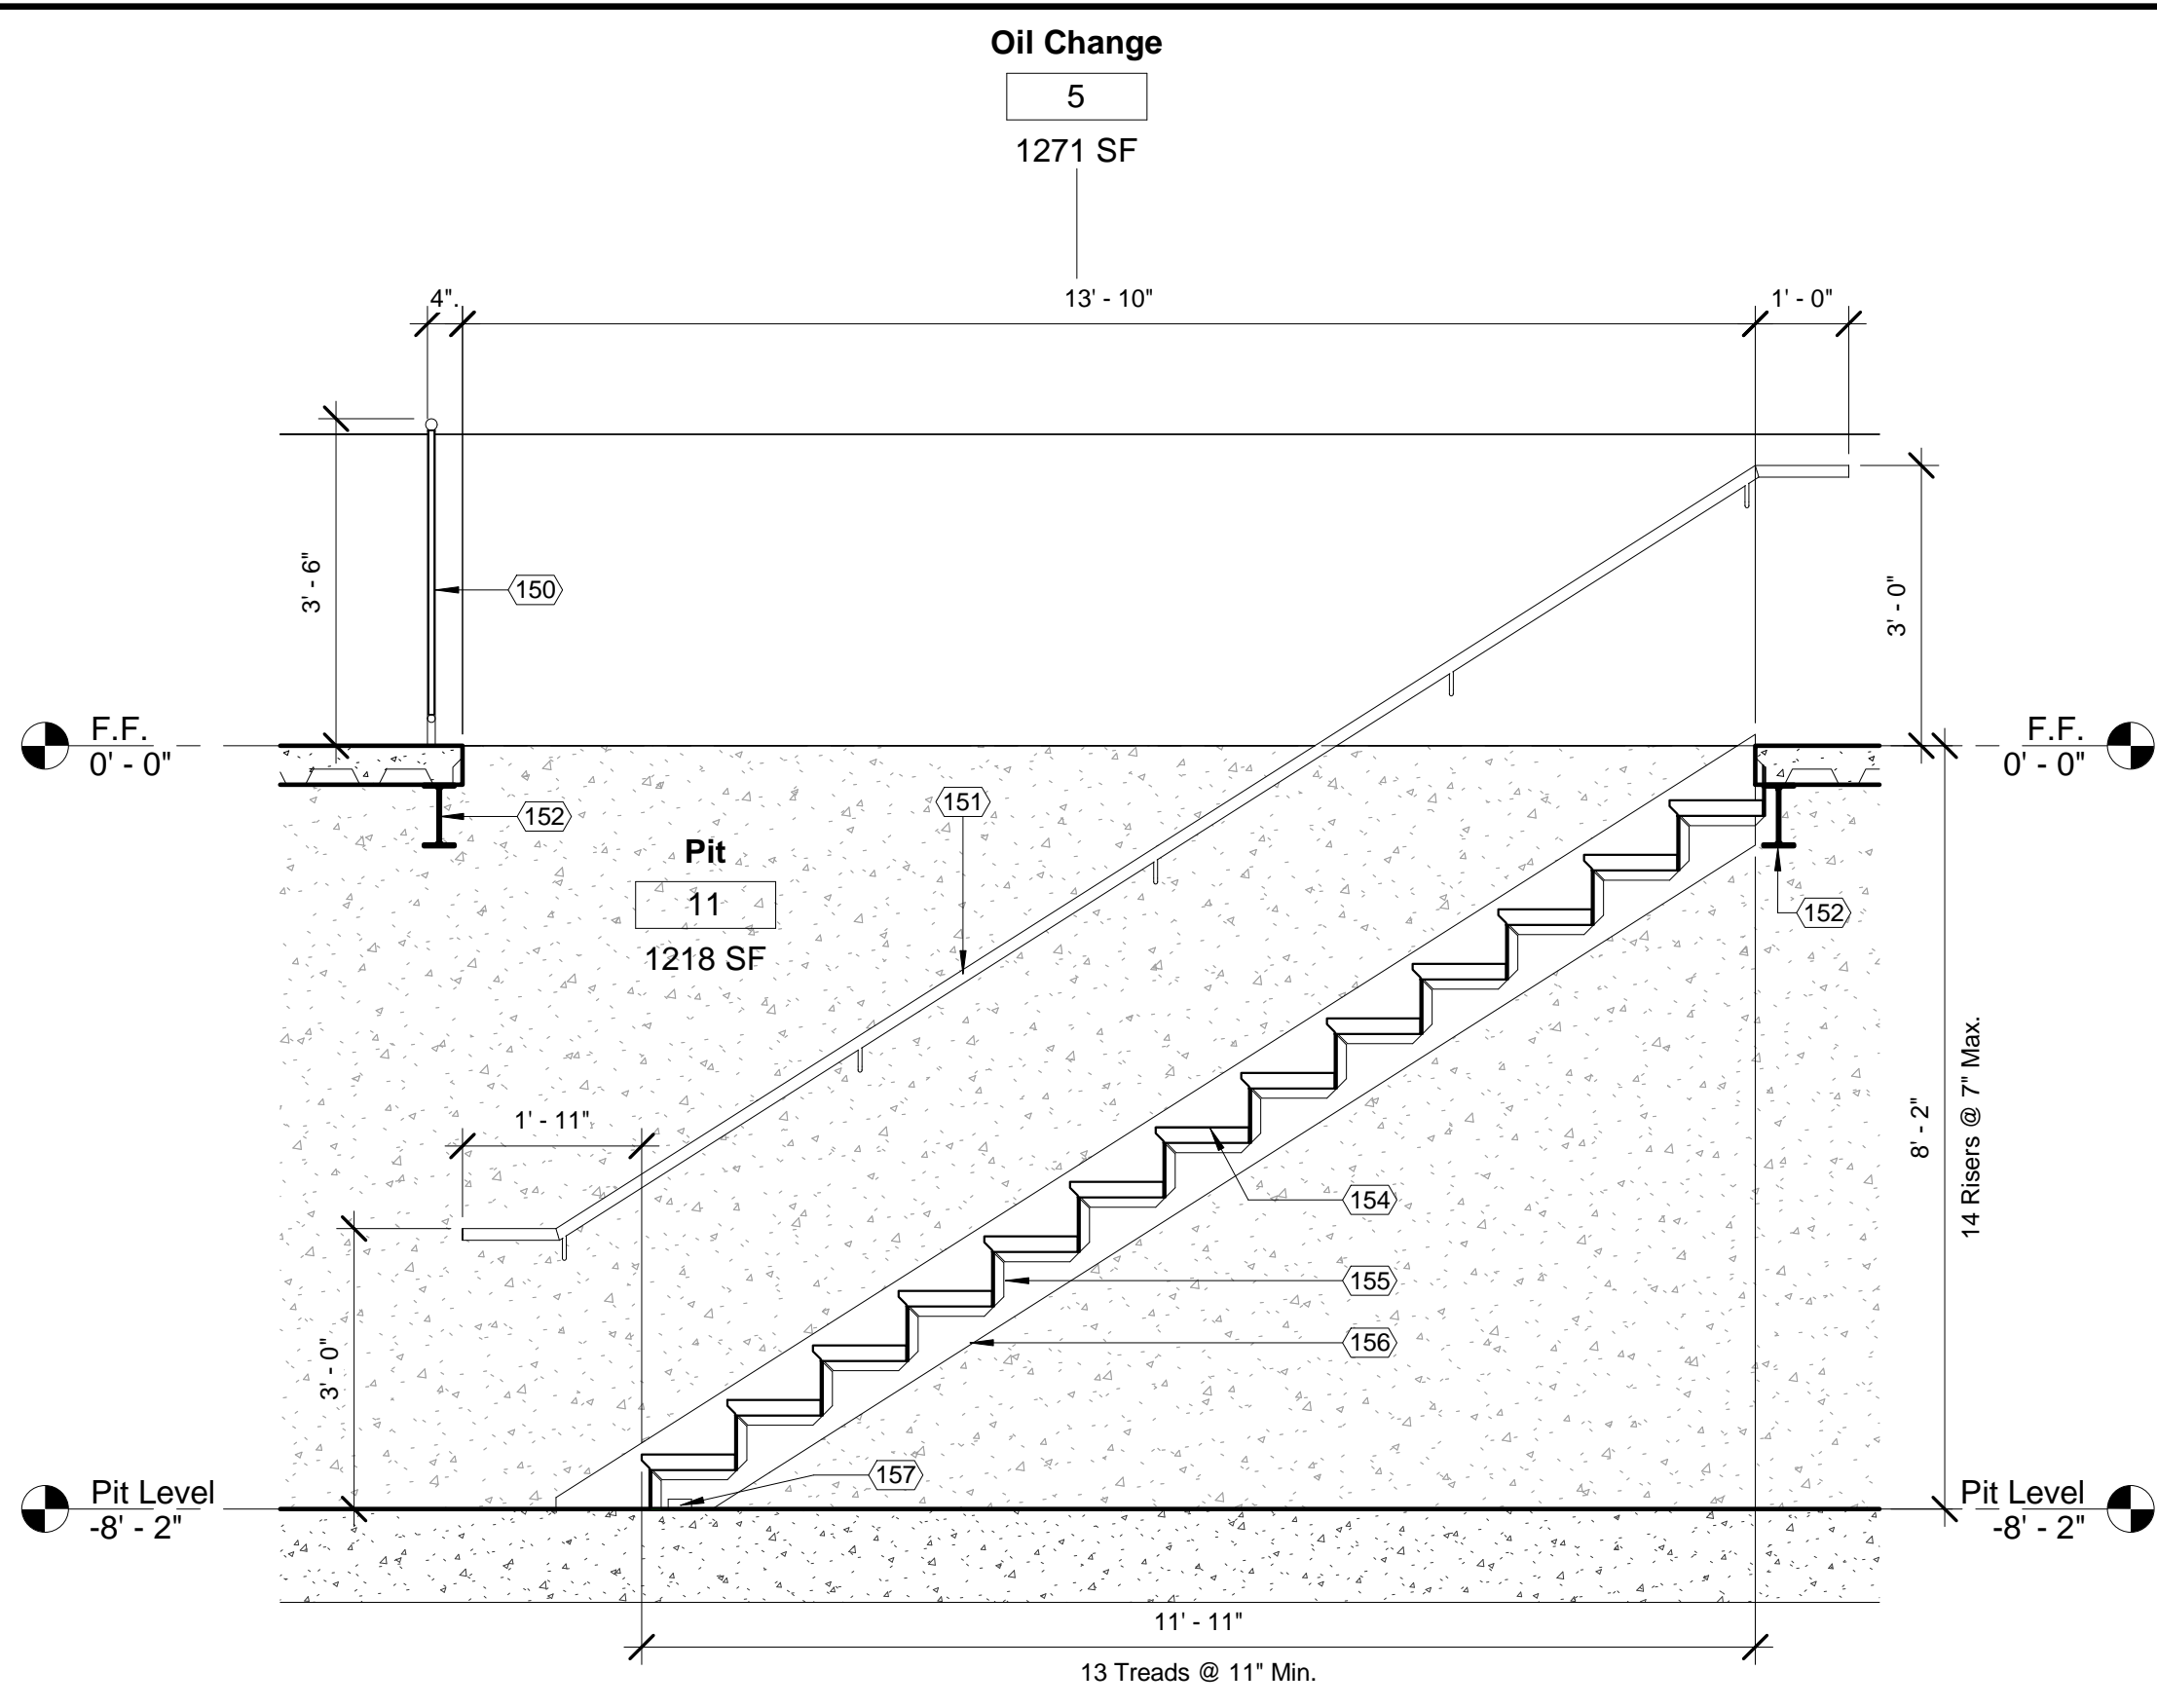 Oil Change
5
1271 SF
4".
13' - 10"
1' - 0"
3' - 6"
150
3' - 0"
F.F.
0' - 0"
F.F.
0' - 0"
151
152
Pit
11
1218 SF
152
14 Risers @ 7" Max.
8' - 2"
1' - 11"
154
155
3' - 0"
156
157
Pit Level
-8' - 2"
Pit Level
-8' - 2"
11' - 11"
13 Treads @ 11" Min.